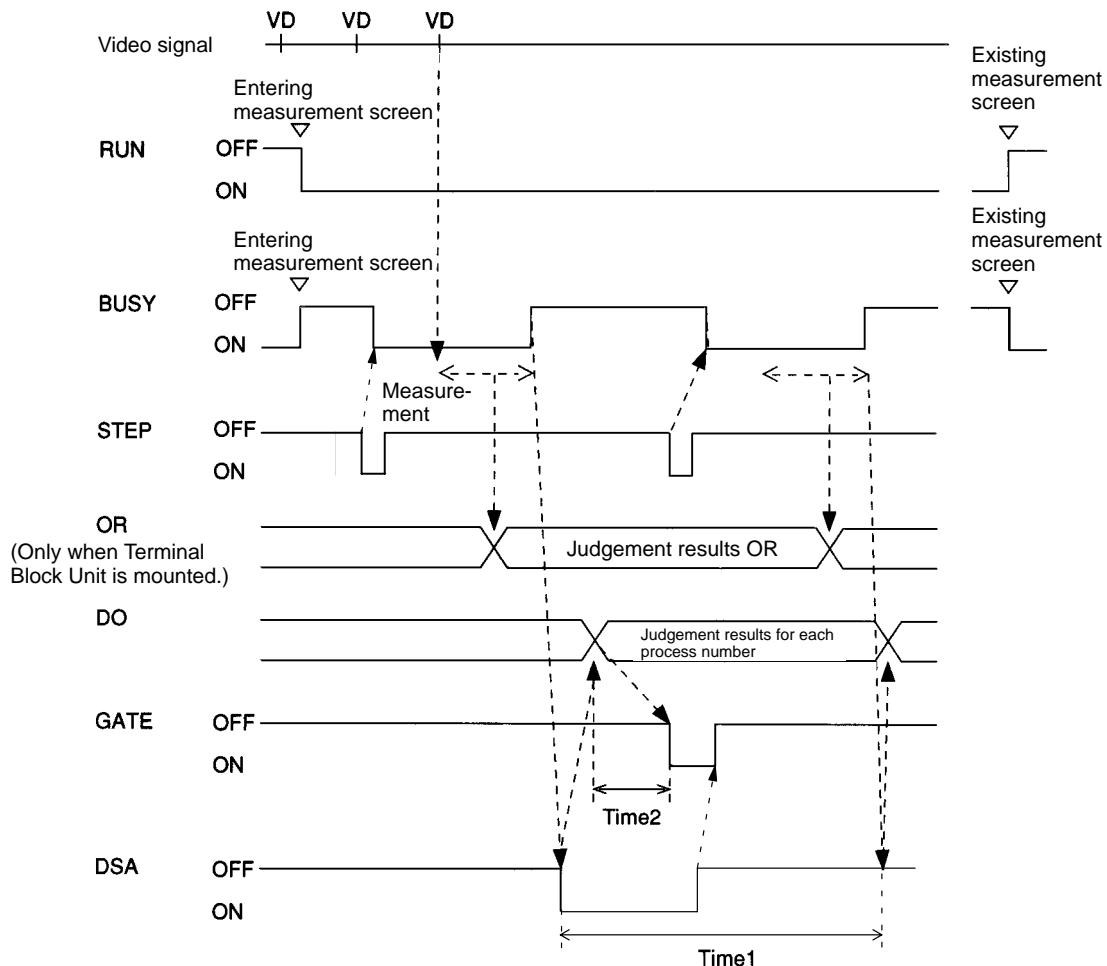 VD VD VD
Video signal
Entering
measurement screen
Existing
measurement
screen
RUN OFF
ON
Entering
measurement screen
Existing
measurement
screen
BUSY OFF
ON
Measure-
ment
STEP OFF
ON
OR
(Only when Terminal
Block Unit is mounted.)
Judgement results OR
DO
Judgement results for each
process number
GATE OFF
ON
Time2
DSA OFF
ON
Time1